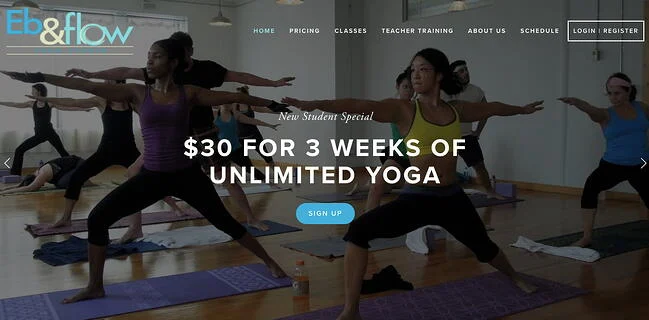 Eb&flow
HOME PRICING CLASSES TEACHER TRAINING ABOUT US SCHEDULE LOGIN | REGISTER
New Student Special
$30 FOR 3 WEEKS OF
UNLIMITED YOGA
SIGN UP